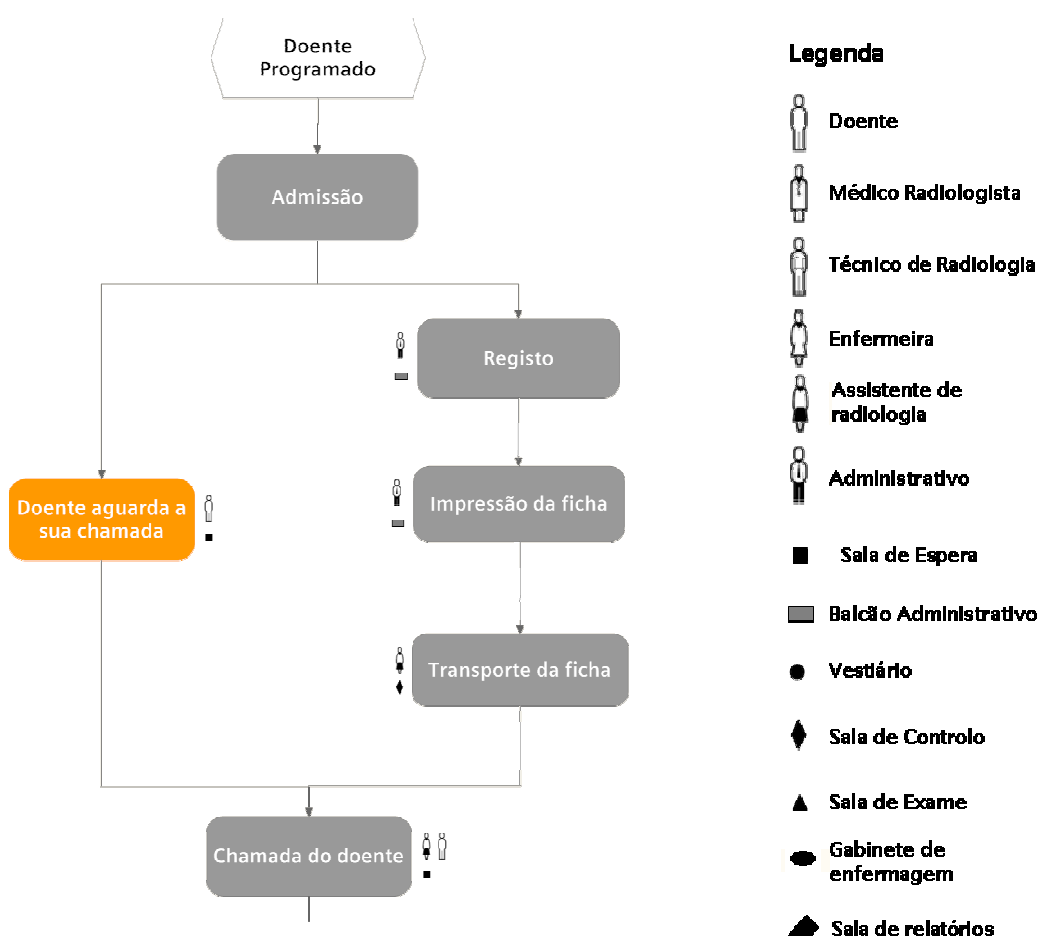 Doente
Programado
Admissão
Registo
Doente aguarda a
sua chamada
Impressão da ficha
Transporte da ficha
Chamada do doente
Legenda
Doente
Médico Radiologista
Técnico de Radiologia
Enfermeira
Assistente de
radiologia
Administrativo
Sala de Espera
Balcão Administrativo
Vestiário
Sala de Controlo
Sala de Exame
Gabinete de
enfermagem
Sala de relatórios